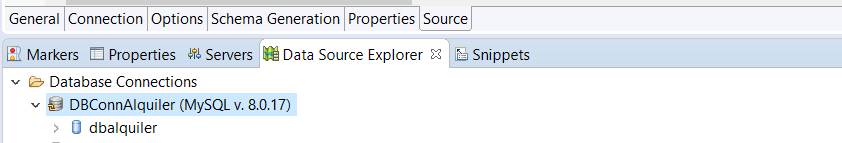 General Connection Options Schema Generation Properties Source
Markers Properties Servers Data Source Explorer Snippets
Database Connections
DBConnAlquiler (MySQL v. 8.0.17)
dbalquiler